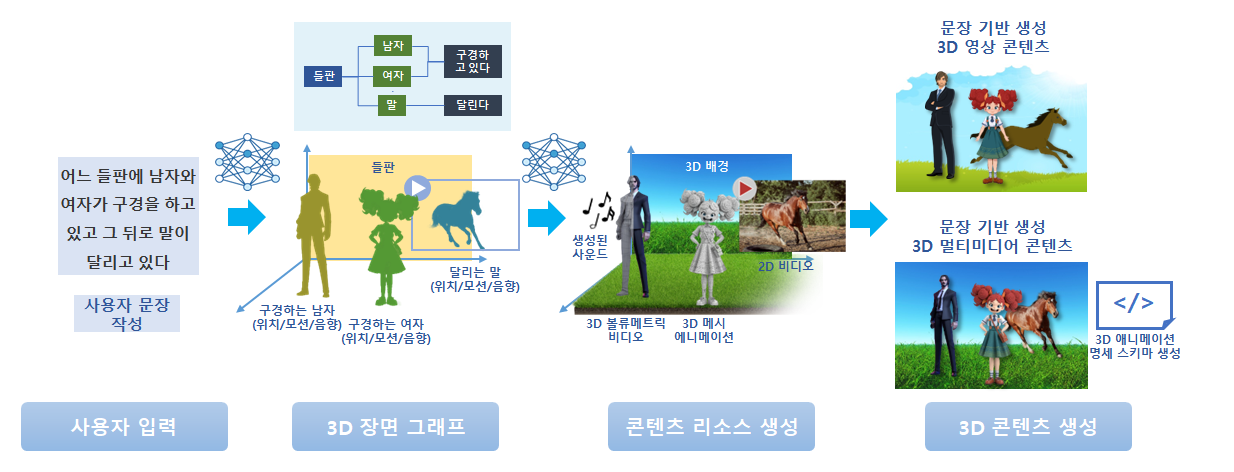 어느 들판에 남자와
여자가 구경을 하고
있고 그 뒤로 말이
달리고 있다
사용자 문장
작성
사용자 입력
들판
남자
여자
말
구경하
고 있다
달린다
들판
구경하는 남자
(위치/모션/음향)
구경하는 여자
(위치/모션/음향)
달리는 말
(위치/모션/음향)
3D 장면 그래프
3D 배경
생성된
사운드
2D 비디오
3D 볼류메트릭
비디오
3D 메시
에니메이션
콘텐츠 리소스 생성
문장 기반 생성
3D 영상 콘텐츠
문장 기반 생성
3D 멀티미디어 콘텐츠
</>
3D 애니메이션
명세 스키마 생성
3D 콘텐츠 생성